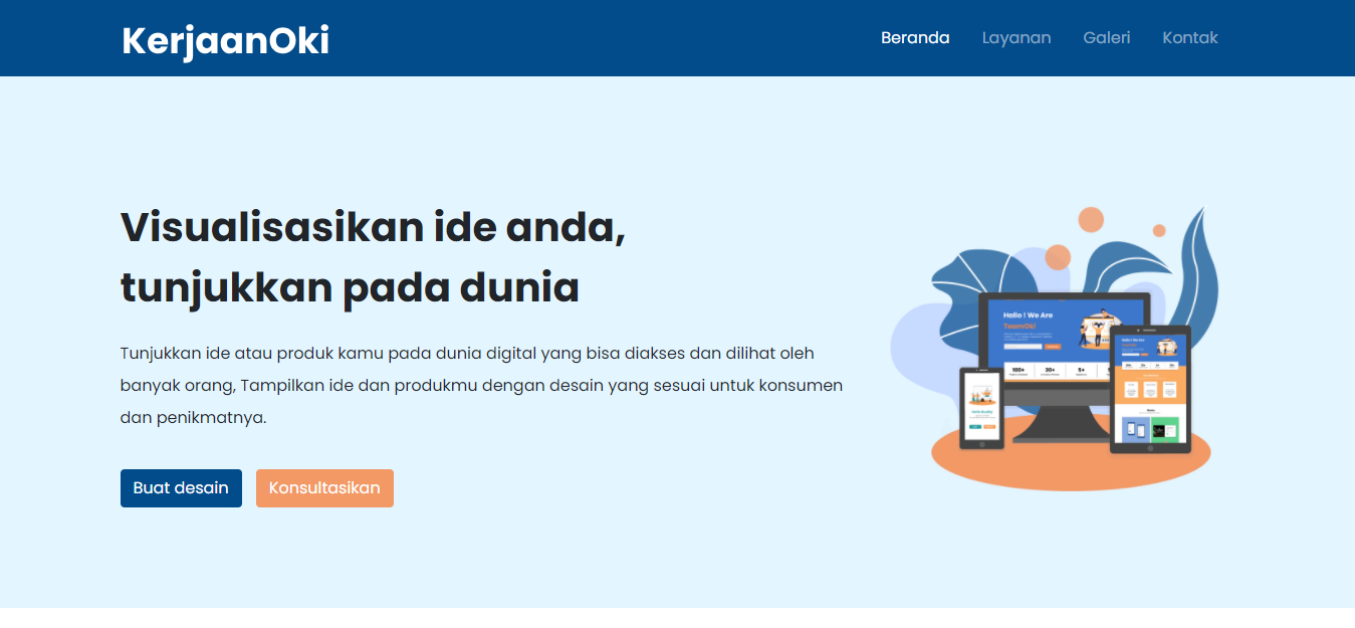 KerjaanOki
Beranda Layanan Galeri Kontak
Visualisasikan ide anda,
tunjukkan pada dunia
Tunjukkan ide atau produk kamu pada dunia digital yang bisa diakses dan dilihat oleh
banyak orang, Tampilkan ide dan produkmu dengan desain yang sesuai untuk konsumen
dan penikmatnya.
Buat desain Konsultasikan
Hallo ! We Are
TeamOki
100+ 30+ 5+